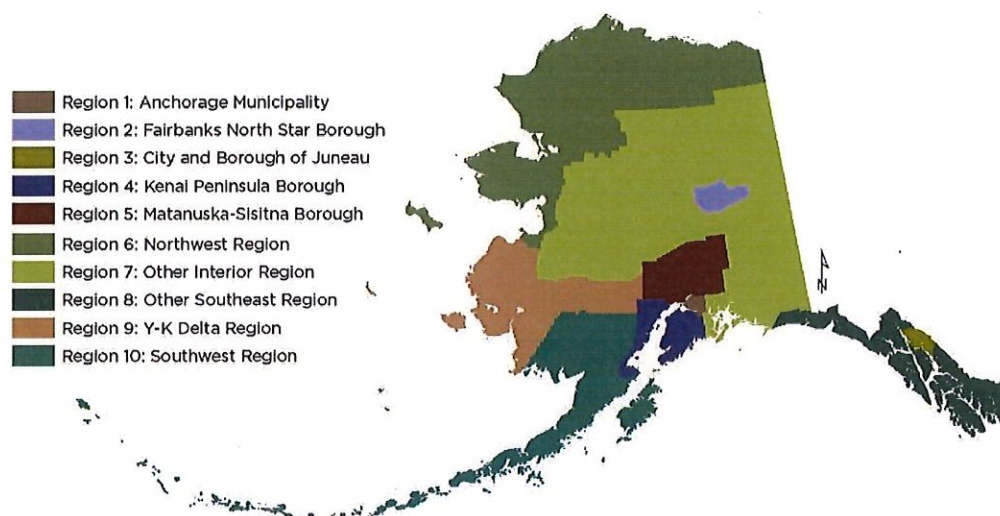 Region 1: Anchorage Municipality
Region 2: Fairbanks North Star Borough
Region 3: City and Borough of Juneau
Region 4: Kenai Peninsula Borough
Region 5: Matanuska-Sisitna Borough
Region 6: Northwest Region
Region 7: Other Interior Region
Region 8: Other Southeast Region
Region 9: Y-K Delta Region
Region 10: Southwest Region
N